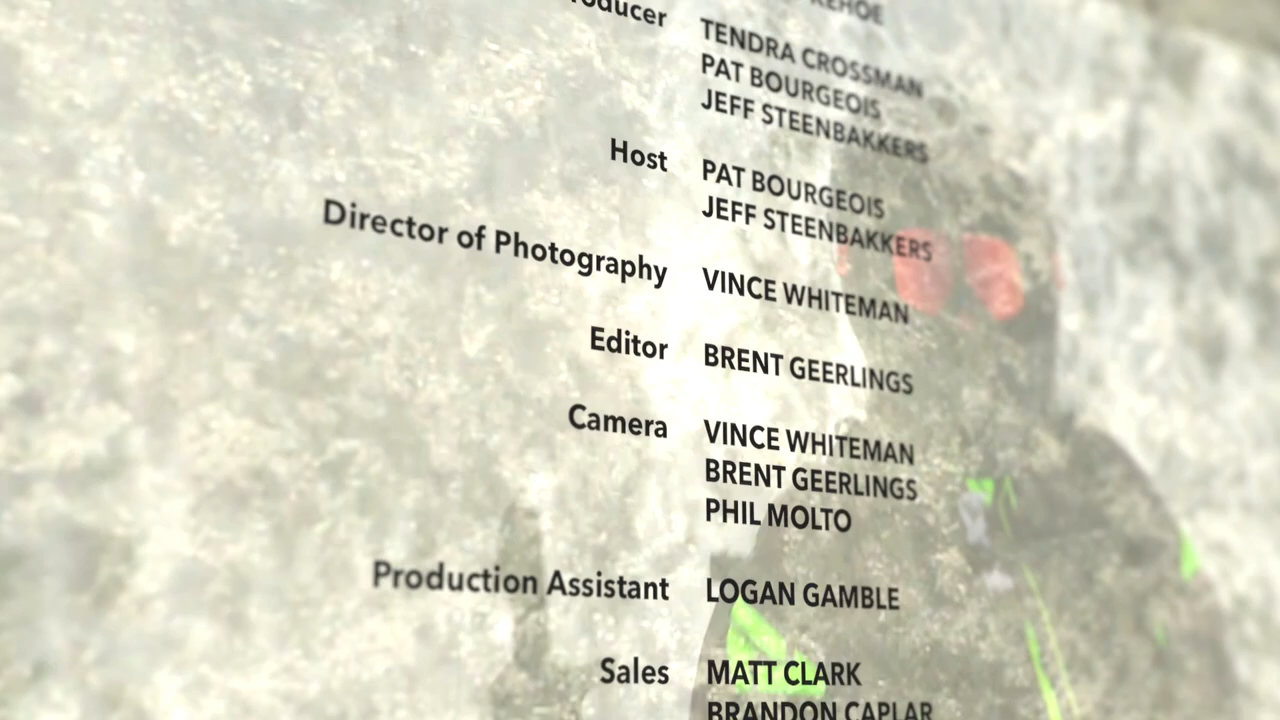 KEHOE
TENDRA CROSSMAN
PAT BOURGEOIS
JEFF STEENBAKKERS
Host PAT BOURGEOIS
JEFF STEENBAKKERS
Director of Photography VINCE WHITEMAN
Editor BRENT GEERLINGS
Camera VINCE WHITEMAN
BRENT GEERLINGS
PHIL MOLTO
Production Assistant LOGAN GAMBLE
Sales MATT CLARK
BRANDON CAPLAR